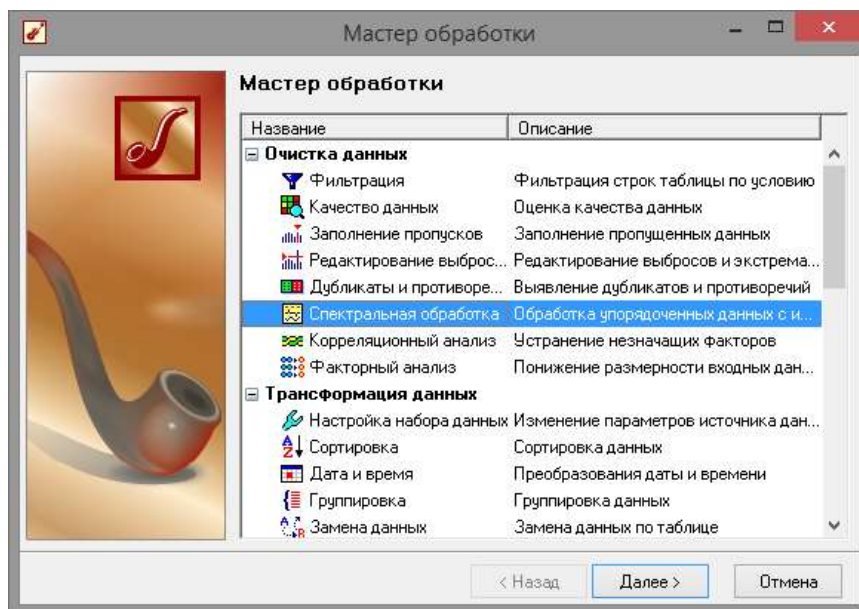 Мастер обработки
Мастер обработки
Название Описание
Очистка данных
Фильтрация Фильтрация строк таблицы по условию
Качество данных Оценка качества данных
Заполнение пропусков Заполнение пропущенных данных
Редактирование выброс... Редактирование выбросов и экстрема...
Дубликаты и противоре... Выявление дубликатов и противоречий
Спектральная обработка Обработка упорядоченных данных с и...
Корреляционный анализ Устранение незначащих факторов
Факторный анализ Понижение размерности входных дан...
Трансформация данных
Настройка набора данных Изменение параметров источника дан...
Сортировка Сортировка данных
Дата и время Преобразования даты и времени
Группировка Группировка данных
Замена данных Замена данных по таблице
< Назад Далее > Отмена